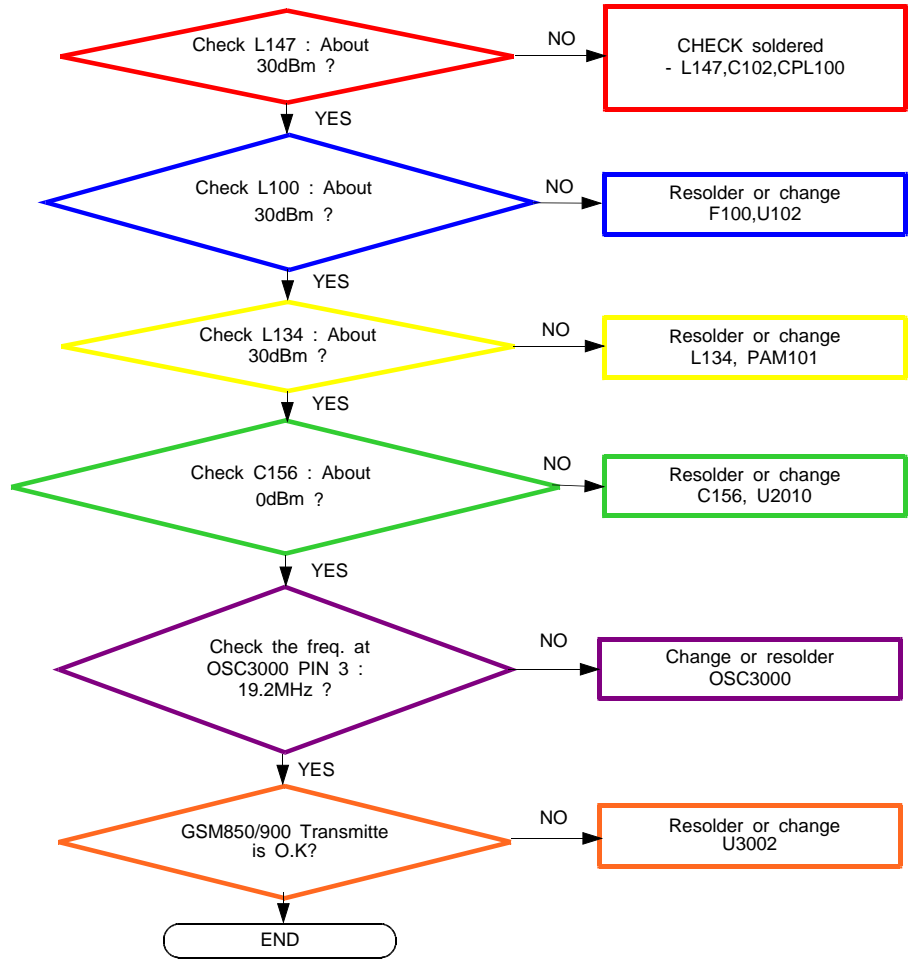 Check L147 : About
30dBm ?
NO
CHECK soldered
- L147,C102,CPL100
YES
Check L100 : About
30dBm ?
NO
Resolder or change
F100,U102
YES
Check L134 : About
30dBm ?
NO
Resolder or change
L134, PAM101
YES
Check C156 : About
0dBm ?
NO
Resolder or change
C156, U2010
YES
Check the freq. at
OSC3000 PIN 3 :
19.2MHz ?
NO
Change or resolder
OSC3000
YES
GSM850/900 Transmitte
is O.K?
NO
Resolder or change
U3002
END